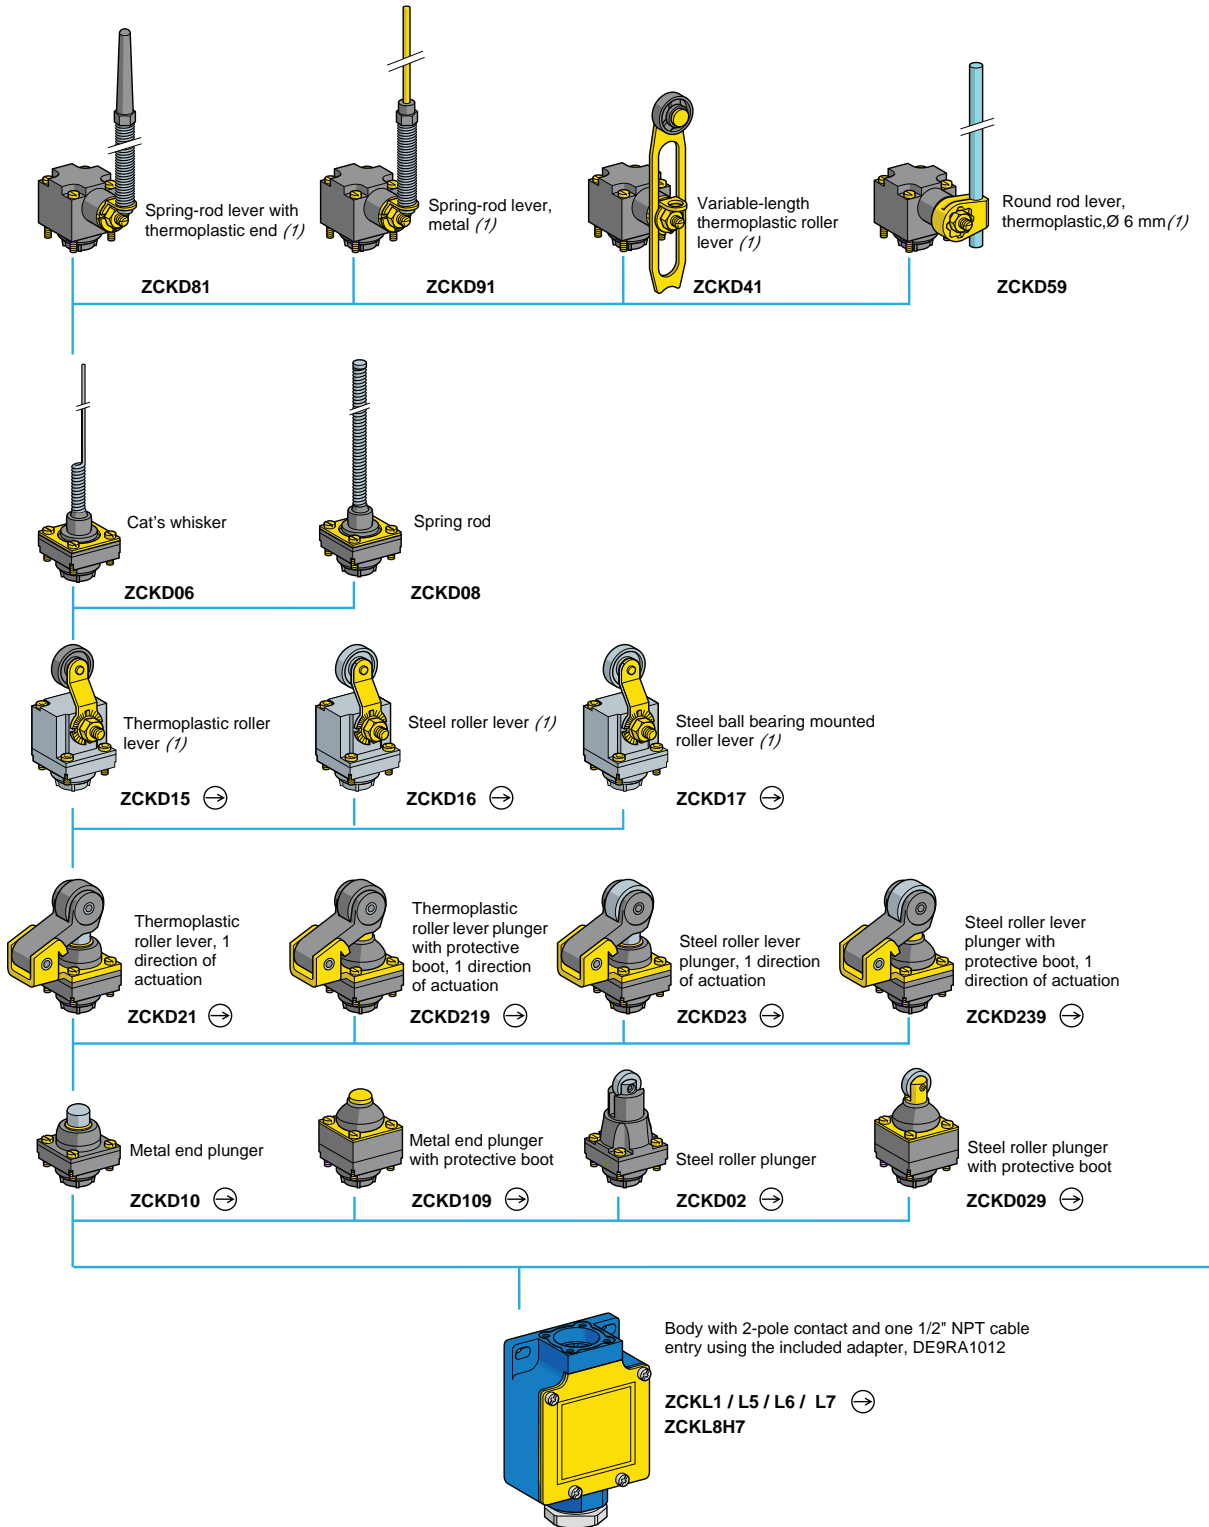 Spring-rod lever with
thermoplastic end (1)
ZCKD81
Spring-rod lever,
metal (1)
ZCKD91
Variable-length
thermoplastic roller
lever (1)
ZCKD41
Round rod lever,
thermoplastic,Ø 6 mm(1)
ZCKD59
Cat's whisker
ZCKD06
Spring rod
ZCKD08
Thermoplastic roller
lever (1)
ZCKD15
Steel roller lever (1)
ZCKD16
Steel ball bearing mounted
roller lever (1)
ZCKD17
Thermoplastic
roller lever, 1
direction of
actuation
ZCKD21
Thermoplastic
roller lever plunger
with protective
boot, 1 direction
of actuation
ZCKD219
Steel roller lever
plunger, 1 direction
of actuation
ZCKD23
Steel roller lever
plunger with
protective boot, 1
direction of actuation
ZCKD239
Metal end plunger
ZCKD10
Metal end plunger
with protective boot
ZCKD109
Steel roller plunger
ZCKD02
Steel roller plunger
with protective boot
ZCKD029
Body with 2-pole contact and one 1/2" NPT cable
entry using the included adapter, DE9RA1012
ZCKL1 / L5 / L6 / L7
ZCKL8H7